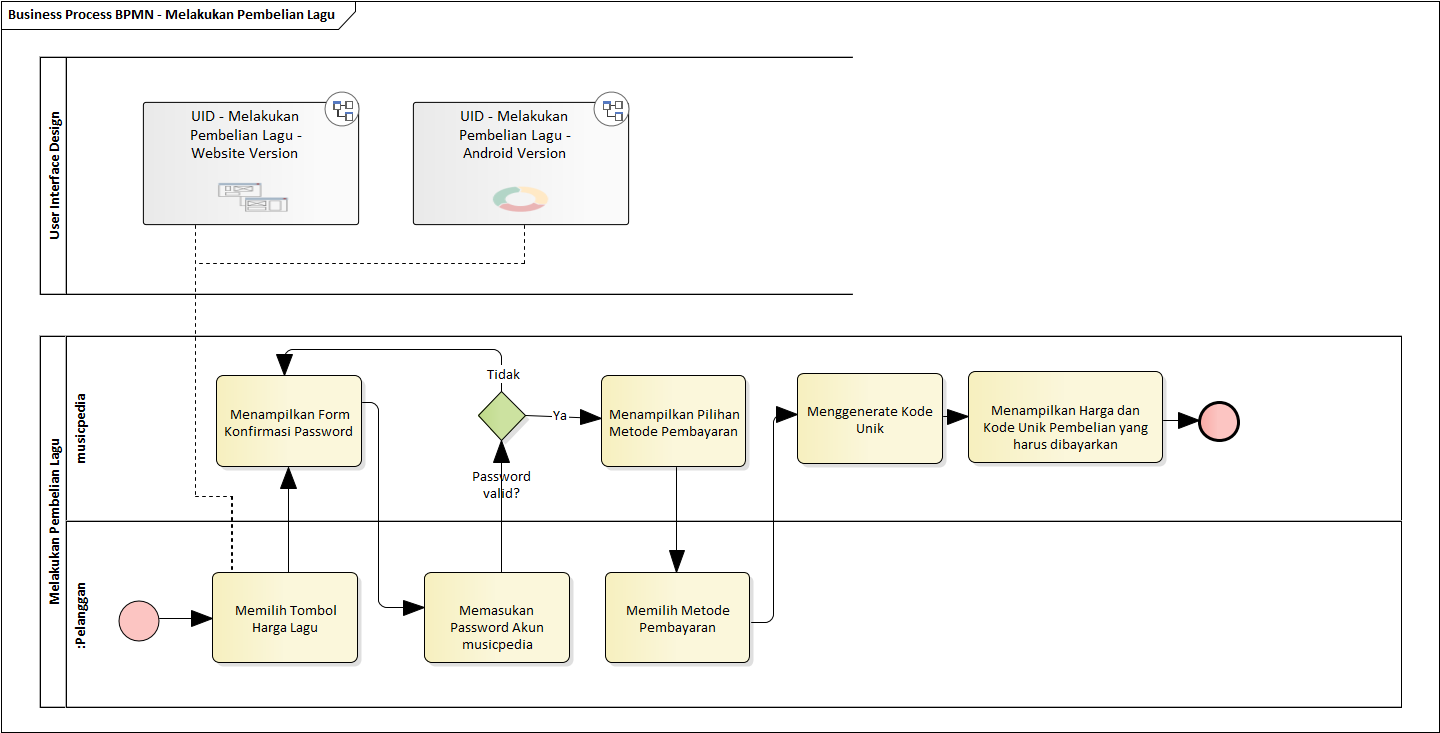 Business Process BPMN - Melakukan Pembelian Lagu
User Interface Design
UID - Melakukan
Pembelian Lagu -
Website Version
UID - Melakukan
Pembelian Lagu -
Android Version
Melakukan Pembelian Lagu
musicpedia
Menampilkan Form
Konfirmasi Password
Tidak
Ya
Password
valid?
Menampilkan Pilihan
Metode Pembayaran
Menggenerate Kode
Unik
Menampilkan Harga dan
Kode Unik Pembelian yang
harus dibayarkan
:Pelanggan
Memilih Tombol
Harga Lagu
Memasukan
Password Akun
musicpedia
Memilih Metode
Pembayaran